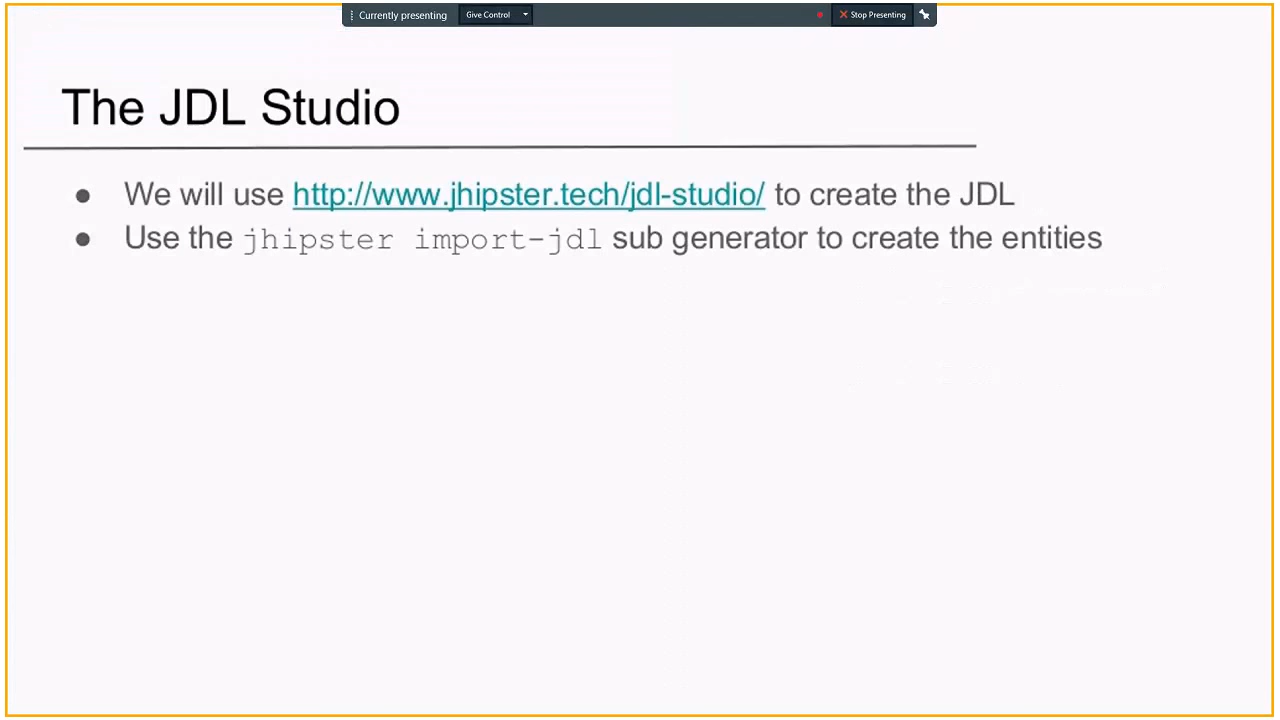 Currently presenting Give Control Stop Presenting
The JDL Studio
● We will use http://www.jhipster.tech/jdl-studio/ to create the JDL
● Use the jhipster import-jdl sub generator to create the entities